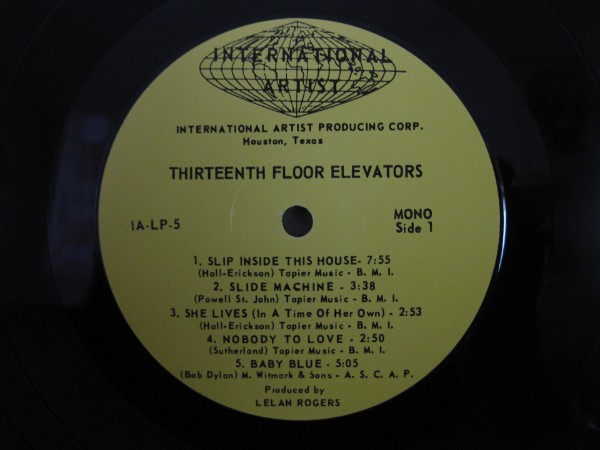 INTERNATIONAL
ARTIST
INTERNATIONAL ARTIST PRODUCING CORP.
Houston, Texas
THIRTEENTH FLOOR ELEVATORS
IA-LP-5
MONO
Side 1
1. SLIP INSIDE THIS HOUSE- 7:55
(Hall-Erickson) Tapier Music - B. M. I.
2. SLIDE MACHINE - 3:38
(Powell St. John) Tapier Music - B. M. I.
3. SHE LIVES (In A Time Of Her Own) - 2:53
(Hall-Erickson) Tapier Music - B. M. I.
4. NOBODY TO LOVE - 2:50
(Sutherland) Tapier Music - B. M. I.
5. BABY BLUE - 5:05
(Bob Dylan) M. Witmark & Sons - A. S. C. A. P.
Produced by
LELAN ROGERS